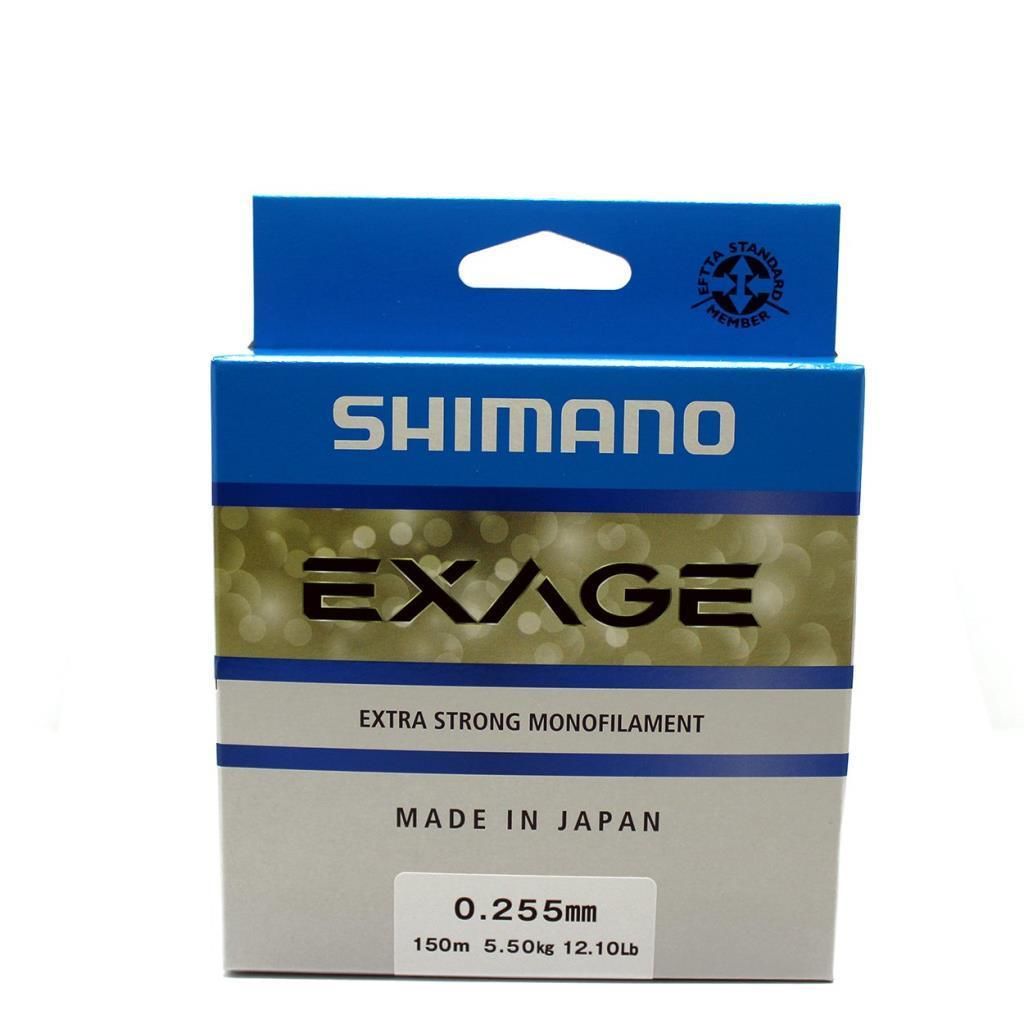 EFTTA STANDARD
MEMBER
SHIMANO
EXAGE
EXTRA STRONG MONOFILAMENT
MADE IN JAPAN
0.255mm
150m 5.50kg 12.10Lb